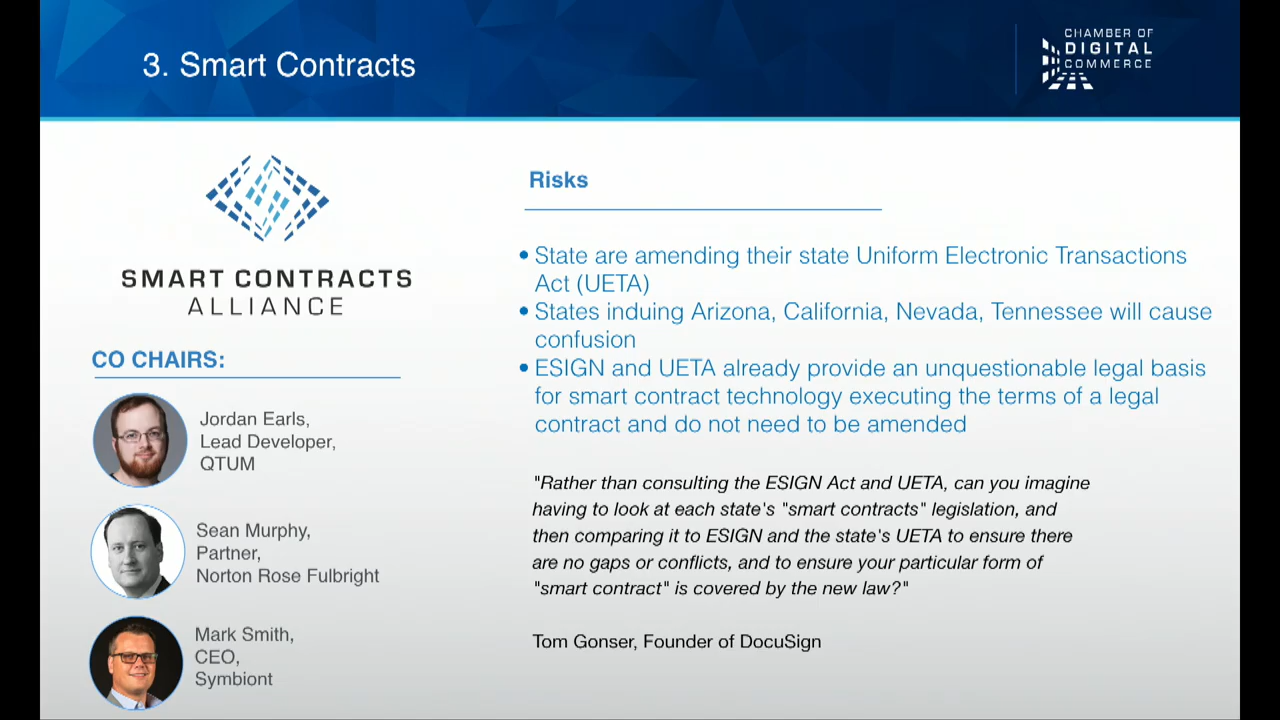 3. Smart Contracts
CHAMBER OF
DIGITAL
COMMERCE
SMART CONTRACTS
ALLIANCE
CO CHAIRS:
Jordan Earls,
Lead Developer,
QTUM
Sean Murphy,
Partner,
Norton Rose Fulbright
Mark Smith,
CEO,
Symbiont
Risks
• State are amending their state Uniform Electronic Transactions
Act (UETA)
• States induing Arizona, California, Nevada, Tennessee will cause
confusion
• ESIGN and UETA already provide an unquestionable legal basis
for smart contract technology executing the terms of a legal
contract and do not need to be amended
"Rather than consulting the ESIGN Act and UETA, can you imagine
having to look at each state's "smart contracts" legislation, and
then comparing it to ESIGN and the state's UETA to ensure there
are no gaps or conflicts, and to ensure your particular form of
"smart contract" is covered by the new law?"
Tom Gonser, Founder of DocuSign